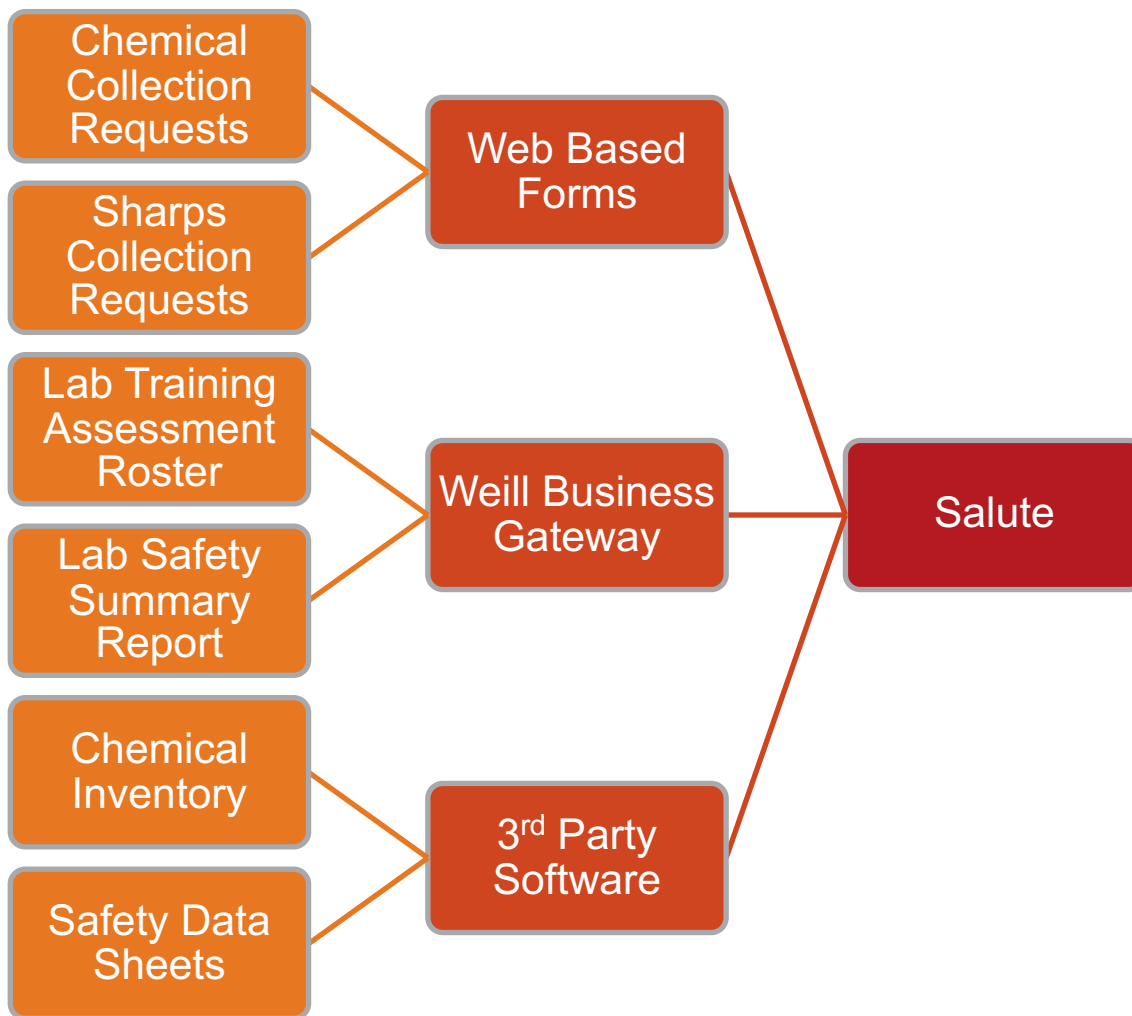 Chemical
Collection
Requests
Sharps
Collection
Requests
Lab Training
Assessment
Roster
Lab Safety
Summary
Report
Chemical
Inventory
Safety Data
Sheets
Web Based
Forms
Weill Business
Gateway
3rd Party
Software
Salute